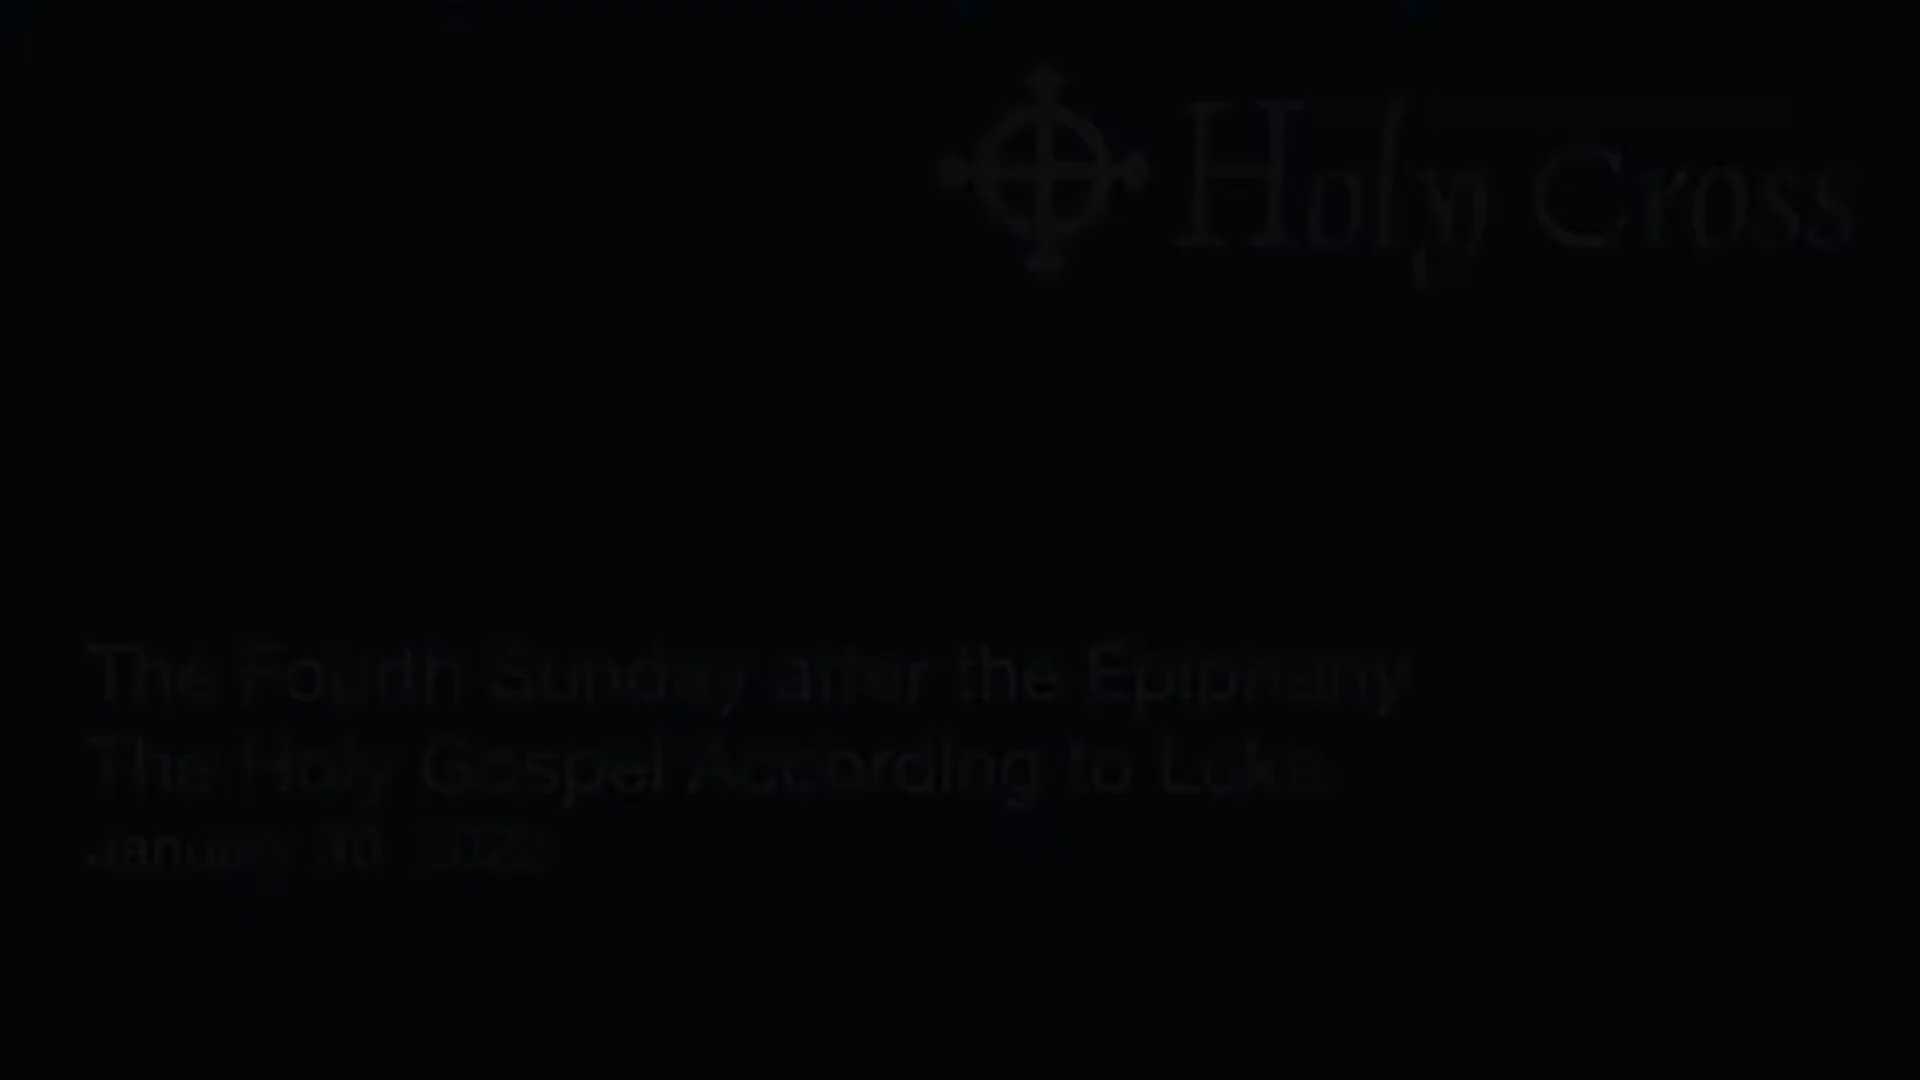 Holy Cross
The Fourth Sunday after the Epiphany
The Holy Gospel According to Luke
January 30, 2022